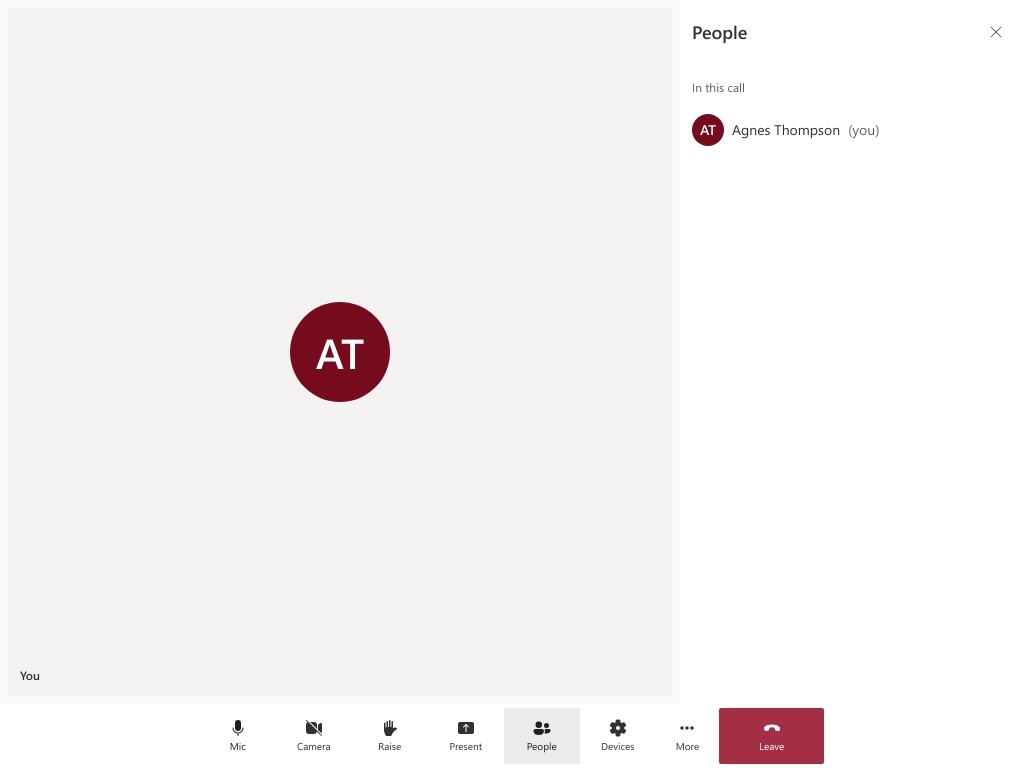 People
In this call
AT Agnes Thompson (you)
AT
You
Mic Camera Raise Present People Devices More Leave